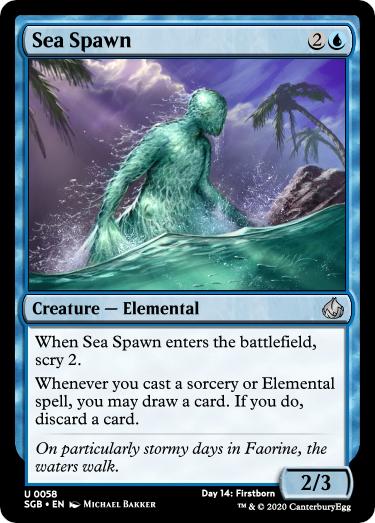 Sea Spawn 2
Creature — Elemental
When Sea Spawn enters the battlefield,
scry 2.
Whenever you cast a sorcery or Elemental
spell, you may draw a card. If you do,
discard a card.
On particularly stormy days in Faorine, the
waters walk.
2/3
U 0058
SGB • EN Michael Bakker
Day 14: Firstborn
™ & © 2020 CanterburyEgg